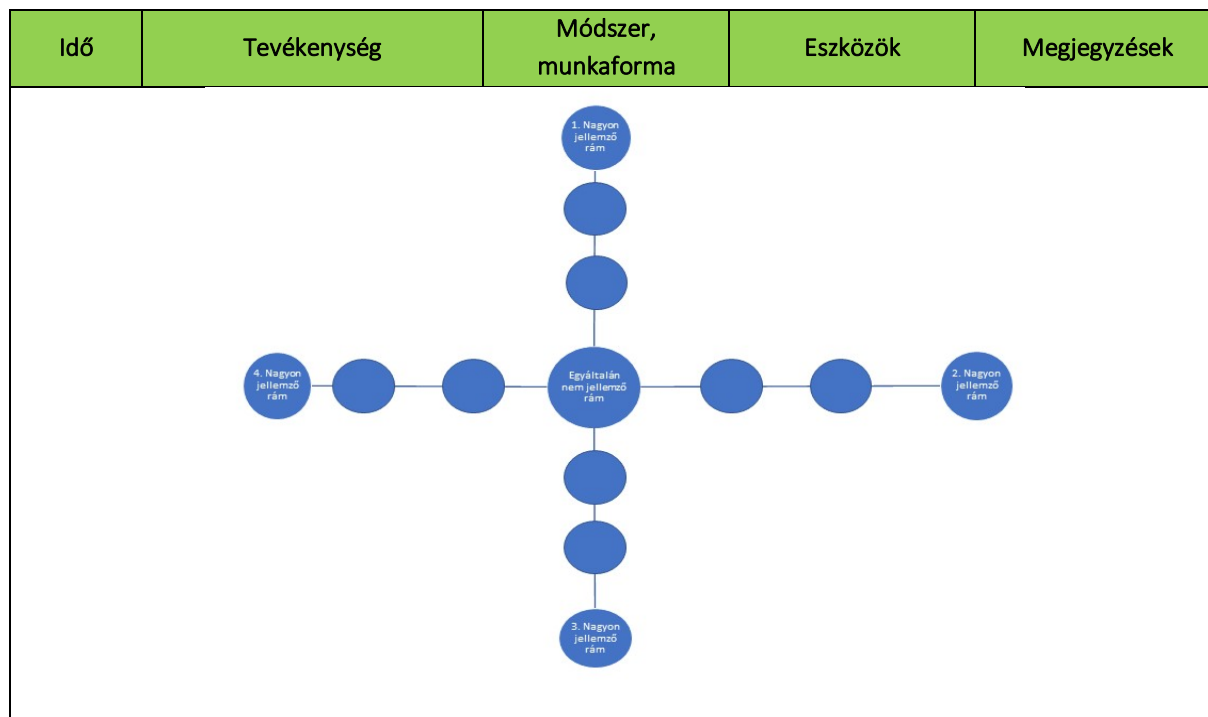 Idő
Tevékenység
Módszer,
munkaforma
Eszközök
Megjegyzések
1. Nagyon
jellemző
rám
4. Nagyon
jellemző
rám
Egyáltalán
nem jellemző
rám
2. Nagyon
jellemző
rám
3. Nagyon
jellemző
rám